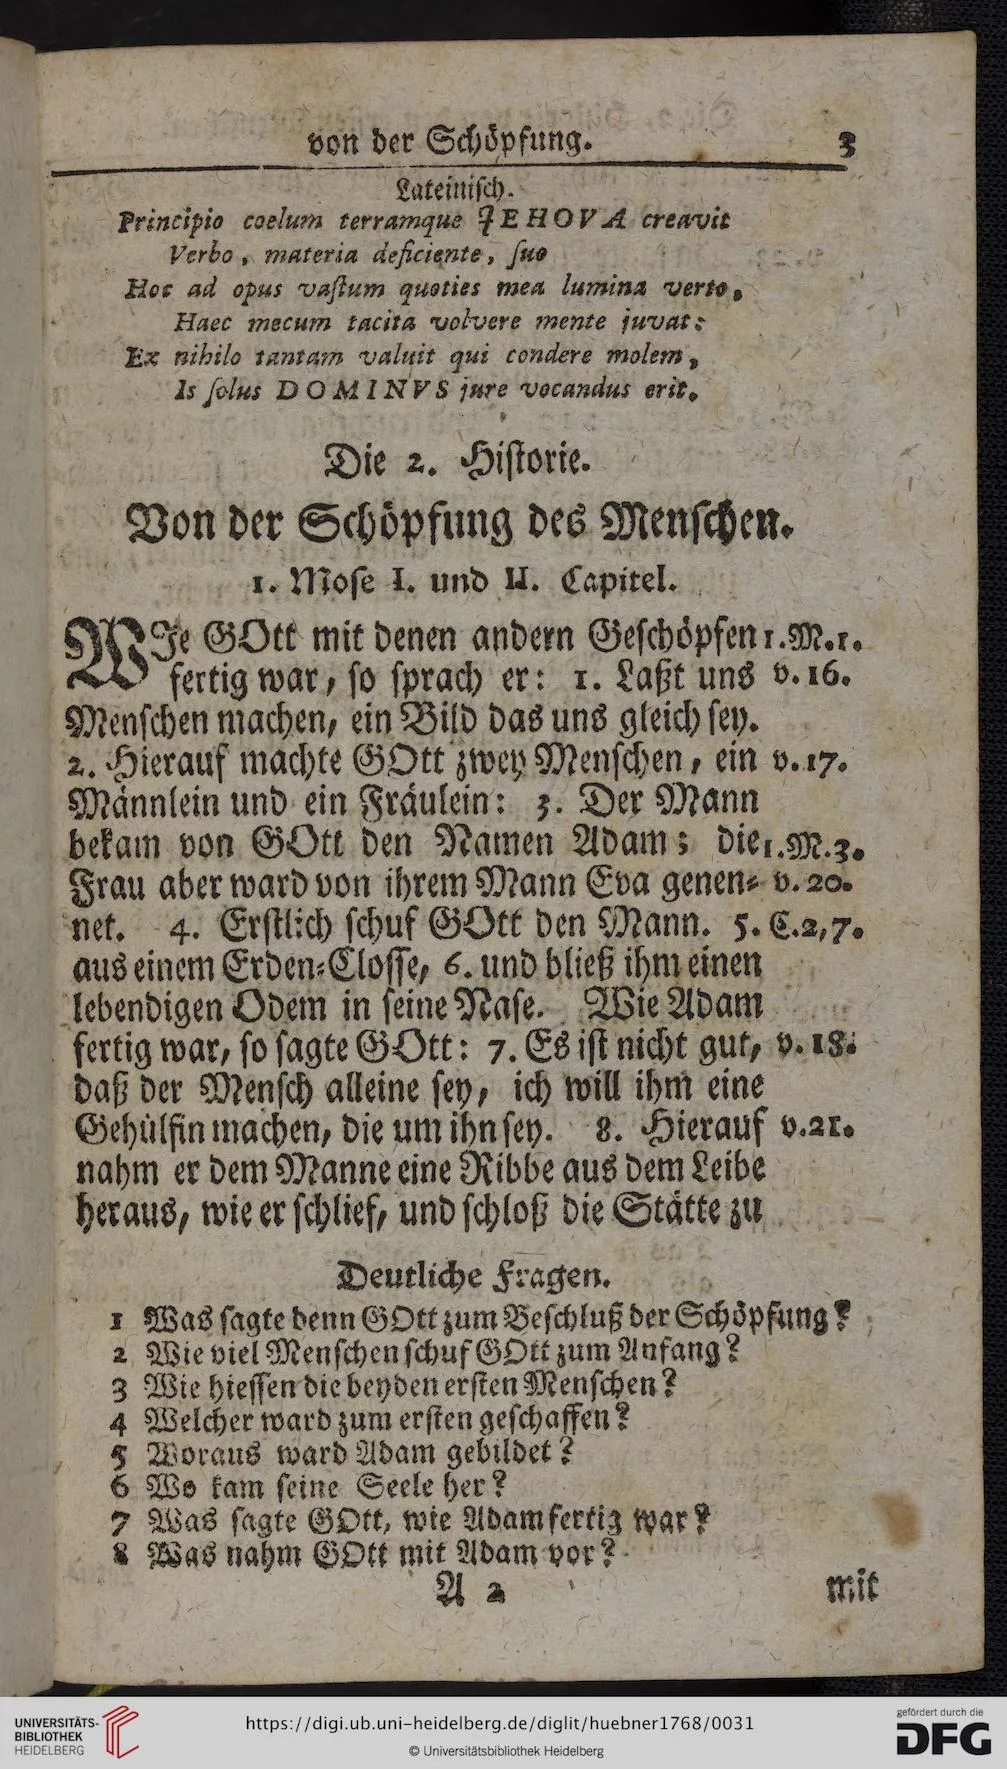 von der Schöpfung. 3
Lateiniſch.
Principio coelum terramque JEHOVA creavit
Verbo, materia deficiente, ſuo
Hoc ad opus vaſtum quoties mea lumina verto,
Haec mecum tacita volvere mente juvat:
Ex nihilo tantam valuit qui condere molem,
Is ſolus DOMINVS jure vocandus erit.
Die 2. Hiſtorie.
Von der Schöpfung des Menſchen.
1. Moſe I. und II. Capitel.
WJe GOtt mit denen andern Geſchöpfen 1.M.1.
fertig war, ſo ſprach er: 1. Laßt uns v.16.
Menſchen machen, ein Bild das uns gleich ſey.
2. Hierauf machte GOtt zwey Menſchen, ein v.17.
Männlein und ein Fräulein: 3. Der Mann
bekam von GOtt den Namen Adam; die 1.M.3.
Frau aber ward von ihrem Mann Eva genen⸗ v.20.
net. 4. Erſtlich ſchuf GOtt den Mann. 5. C.2,7.
aus einem Erden⸗Cloſſe, 6. und bließ ihm einen
lebendigen Odem in ſeine Naſe. Wie Adam
fertig war, ſo ſagte GOtt: 7. Es iſt nicht gut, v.18.
daß der Menſch alleine ſey, ich will ihm eine
Gehülfin machen, die um ihn ſey. 8. Hierauf v.21.
nahm er dem Manne eine Ribbe aus dem Leibe
heraus, wie er ſchlief, und ſchloß die Stätte zu
Deutliche Fragen.
1 Was ſagte denn GOtt zum Beſchluß der Schöpfung?
2 Wie viel Menſchen ſchuf GOtt zum Anfang?
3 Wie hieſſen die beyden erſten Menſchen?
4 Welcher ward zum erſten geſchaffen?
5 Woraus ward Adam gebildet?
6 Wo kam ſeine Seele her?
7 Was ſagte GOtt, wie Adam fertig war?
8 Was nahm GOtt mit Adam vor?
A 2 mit
UNIVERSITÄTS-
BIBLIOTHEK
HEIDELBERG
https://digi.ub.uni-heidelberg.de/diglit/huebner1768/0031
© Universitätsbibliothek Heidelberg
gefördert durch die
DFG